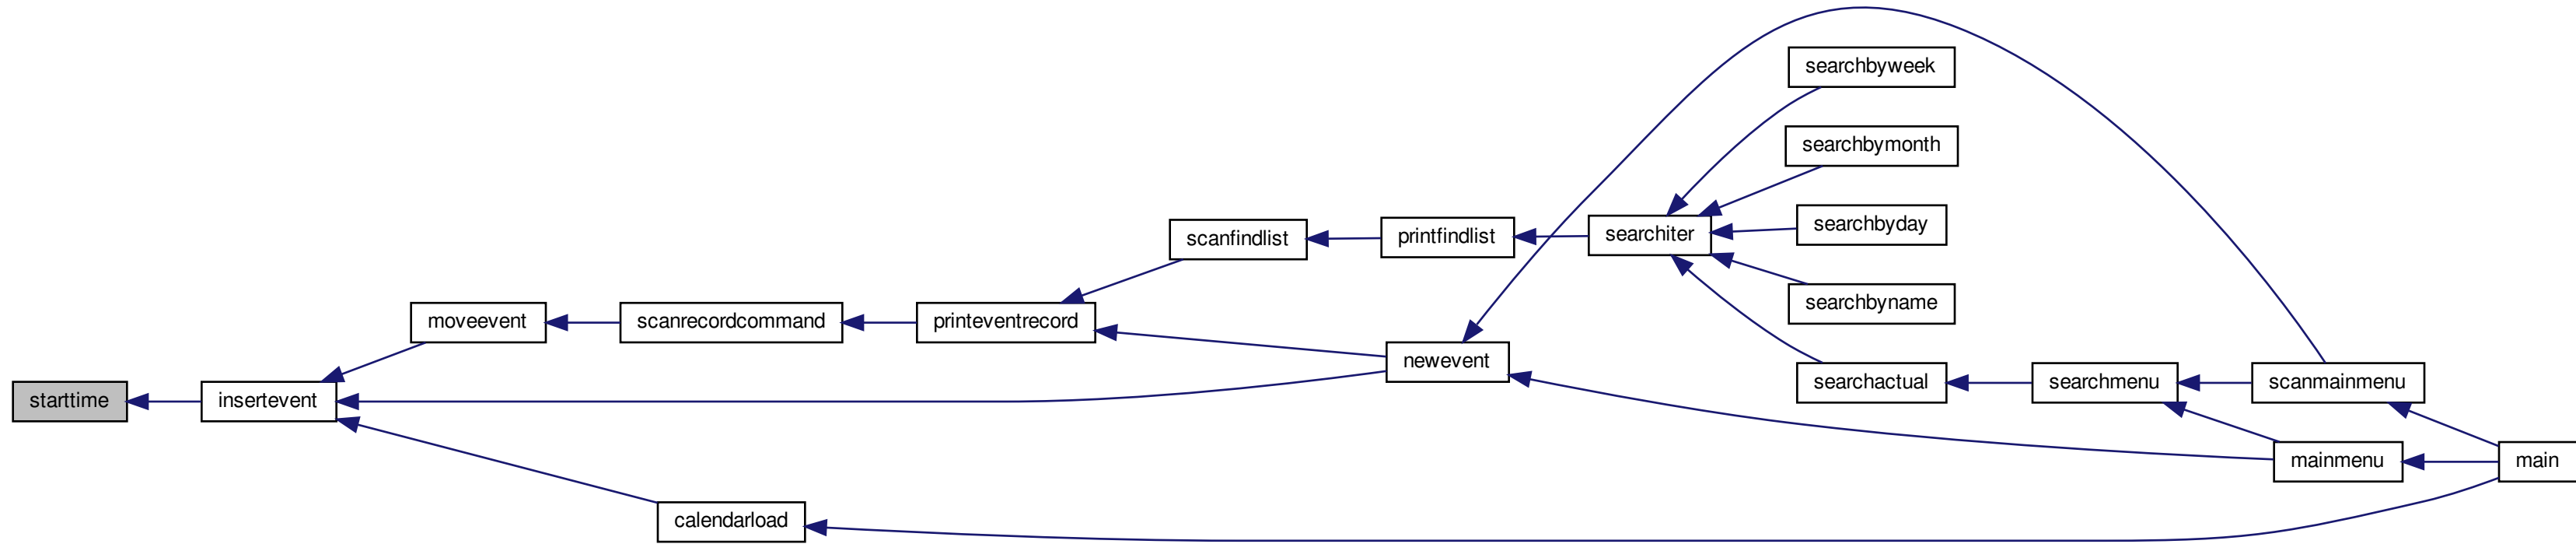 searchbyweek
searchbymonth
scanfindlist
printfindlist
searchiter
searchbyday
moveevent
scanrecordcommand
printeventrecord
searchbyname
newevent
starttime
insertevent
searchactual
searchmenu
scanmainmenu
mainmenu
main
calendarload